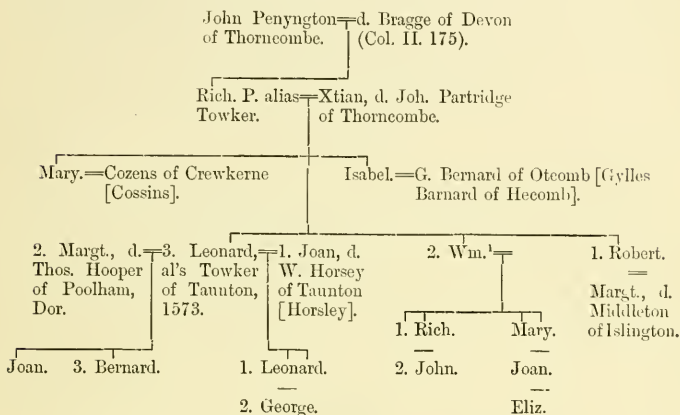 John Penyngton d. Bragge of Devon
of Thorncombe. (Col. II. 175).
Rich. P. alias Xtian, d. Joh. Partridge
Towker. of Thorncombe.
Mary.=Cozens of Crewkerne
[Cossins].
Isabel.=G. Bernard of Otcomb [Gylles
Barnard of Hecomb].
2. Margt., d.
Thos. Hooper
of Poolham,
Dor.
3. Leonard,
al's Towker
of Taunton,
1573.
1. Joan, d.
W. Horsey
of Taunton
[Horsley].
2. Wm.¹
1. Robert.
=
Margt., d.
Middleton
of Islington.
Joan. 3. Bernard.
1. Leonard.
2. George.
1. Rich.
2. John.
Mary.
Joan.
Eliz.